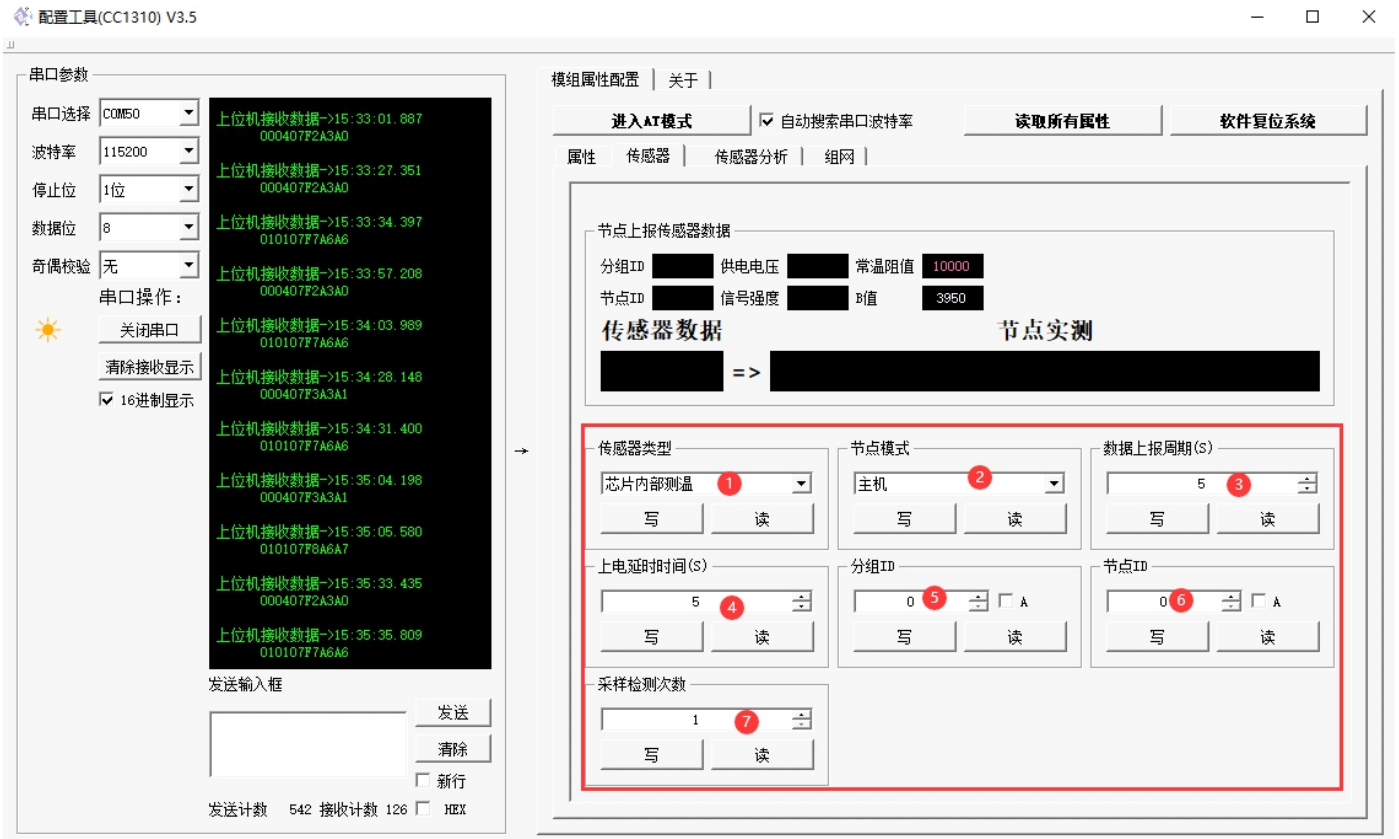 配置工具(CC1310) V3.5
串口参数
串口选择 COM50
波特率 115200
停止位 1位
数据位 8
奇偶校验 无
串口操作：
关闭串口
清除接收显示
16进制显示
上位机接收数据->15:33:01.887
000407F2A3A0
上位机接收数据->15:33:27.351
000407F2A3A0
上位机接收数据->15:33:34.397
010107F7A6A6
上位机接收数据->15:33:57.208
000407F2A3A0
上位机接收数据->15:34:03.989
010107F7A6A6
上位机接收数据->15:34:28.148
000407F3A3A1
上位机接收数据->15:34:31.400
010107F7A6A6
上位机接收数据->15:35:04.198
000407F3A3A1
上位机接收数据->15:35:05.580
010107F8A6A7
上位机接收数据->15:35:33.435
000407F2A3A0
上位机接收数据->15:35:35.809
010107F7A6A6
发送输入框
发送
清除
新行
发送计数 542 接收计数 126 HEX
模组属性配置 关于
进入AT模式 自动搜索串口波特率 读取所有属性 软件复位系统
属性 传感器 传感器分析 组网
节点上报传感器数据
分组ID 供电电压 常温阻值 10000
节点ID 信号强度 B值 3950
传感器数据 节点实测
=>
传感器类型 节点模式 数据上报周期(S)
芯片内部测温 1 主机 2 5 3
写 读 写 读 写 读
上电延时时间(S) 分组ID 节点ID
5 4 0 5 A 0 6 A
写 读 写 读 写 读
采样检测次数
1 7
写 读